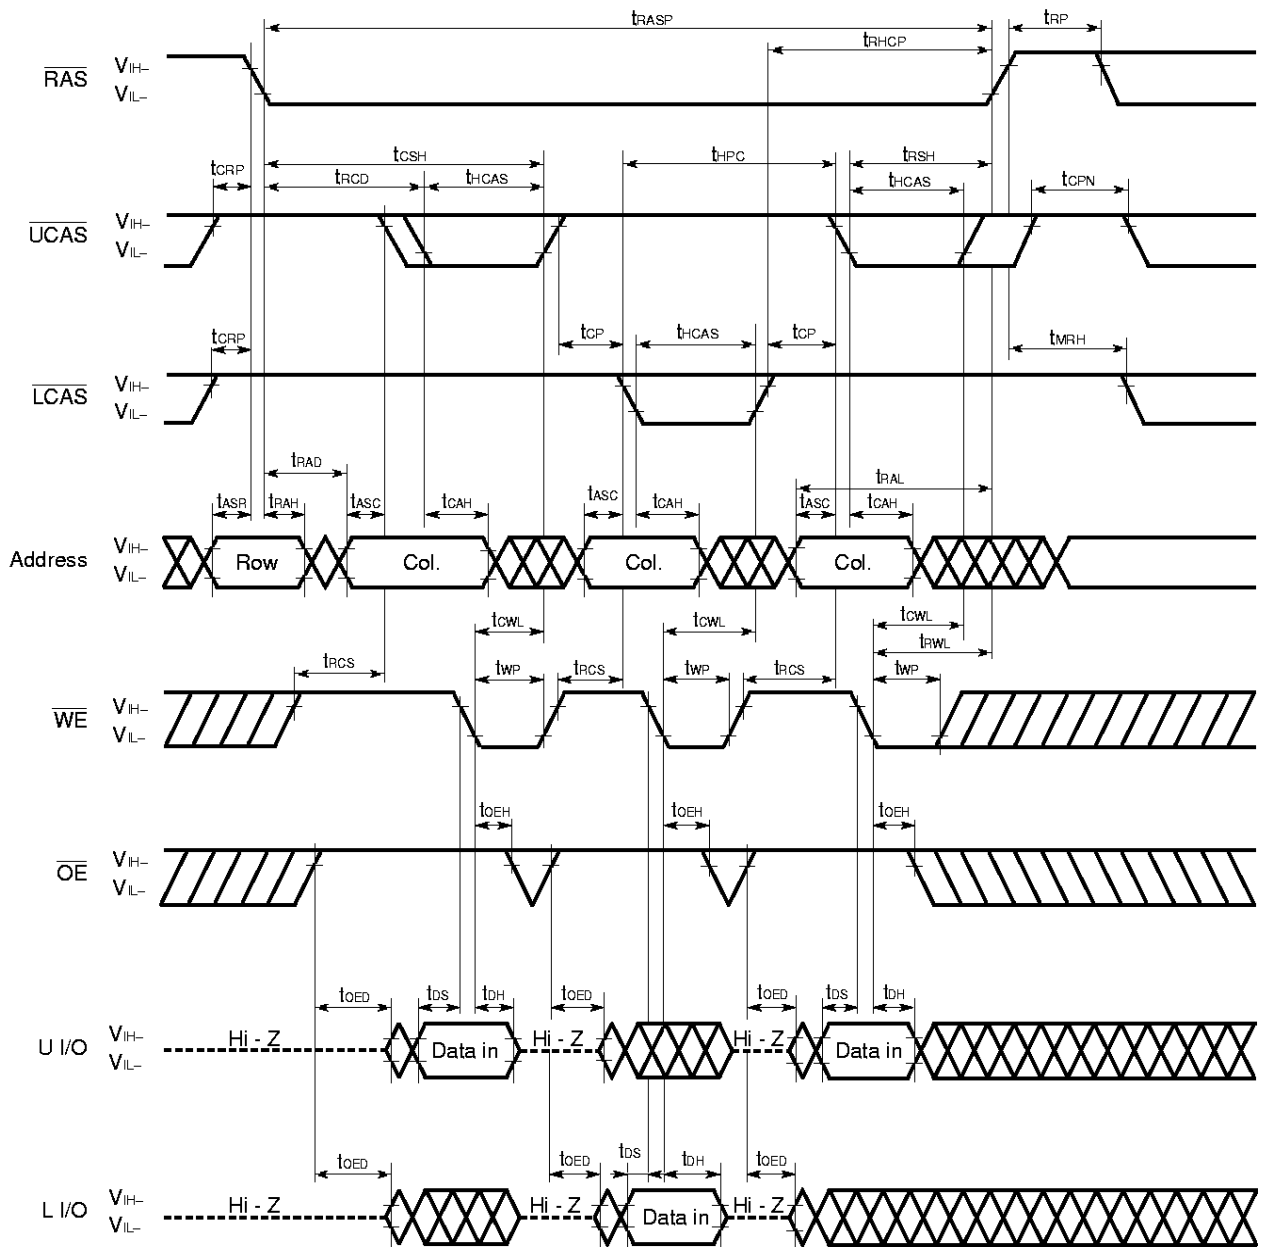 tRASP tRP
tRHCP
RAS VIH– VIL–
tCSH tHPC tRSH
tCRP tRCD tHCAS tHCAS tCPN
UCAS VIH– VIL–
tCRP tCP tHCAS tCP tMRH
LCAS VIH– VIL–
tRAD tRAL
tASR tRAH tASC tCAH tASC tCAH tASC tCAH
Address VIH– VIL– Row Col. Col. Col.
tCWL tCWL tCWL
tRWL
tRCS tWP tRCS tWP tRCS tWP
WE VIH– VIL–
tOEH tOEH tOEH
OE VIH– VIL–
tOED tDS tDH tOED tOED tDS tDH
U I/O VIH– VIL– Hi - Z Data in Hi - Z Hi - Z Data in
tOED tOED tDS tDH tOED
L I/O VIH– VIL– Hi - Z Hi - Z Data in Hi - Z